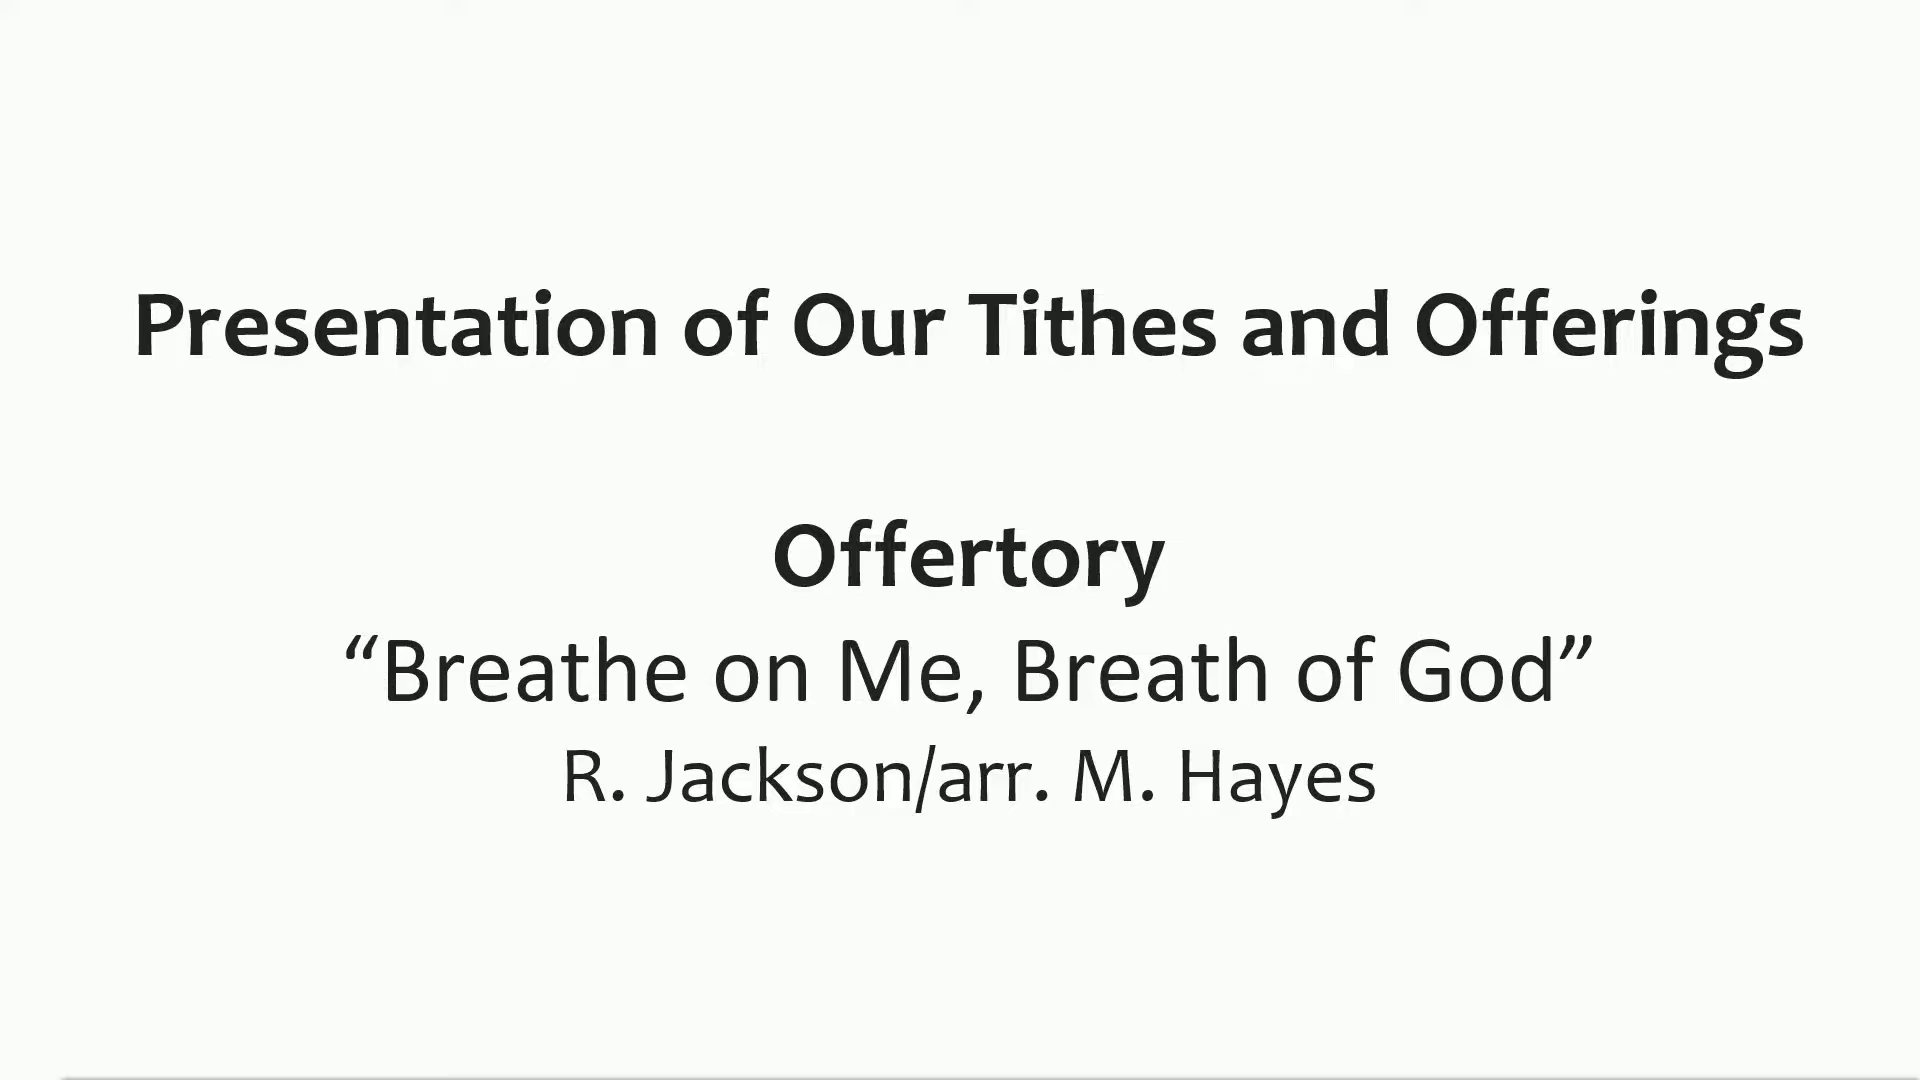 Presentation of Our Tithes and Offerings
Offertory
“Breathe on Me, Breath of God”
R. Jackson/arr. M. Hayes